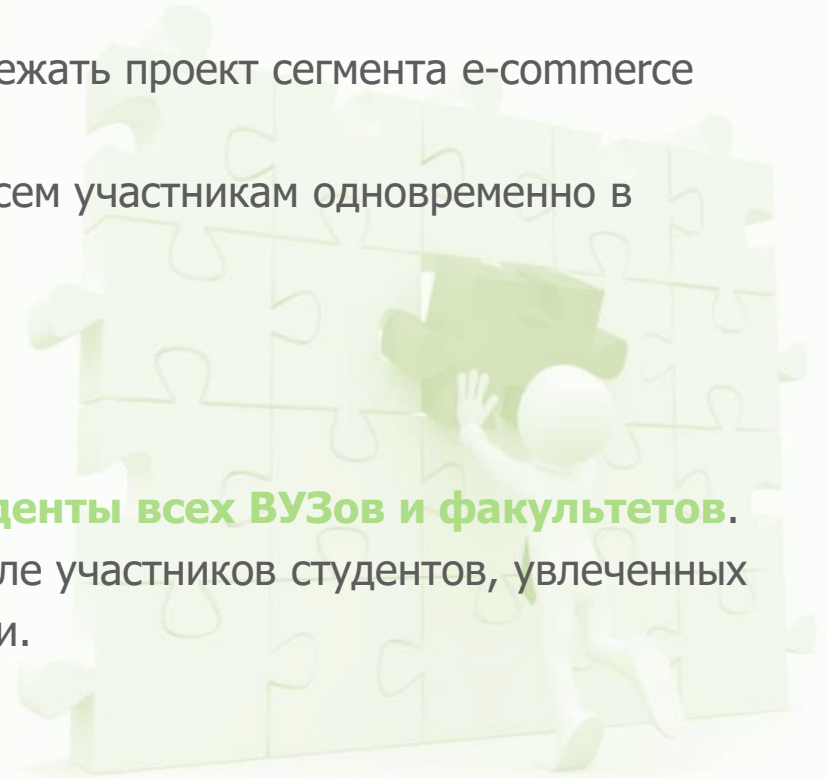 ежать проект сегмента e-commerce
сем участникам одновременно в
денты всех ВУЗов и факультетов.
ле участников студентов, увлеченных
и.